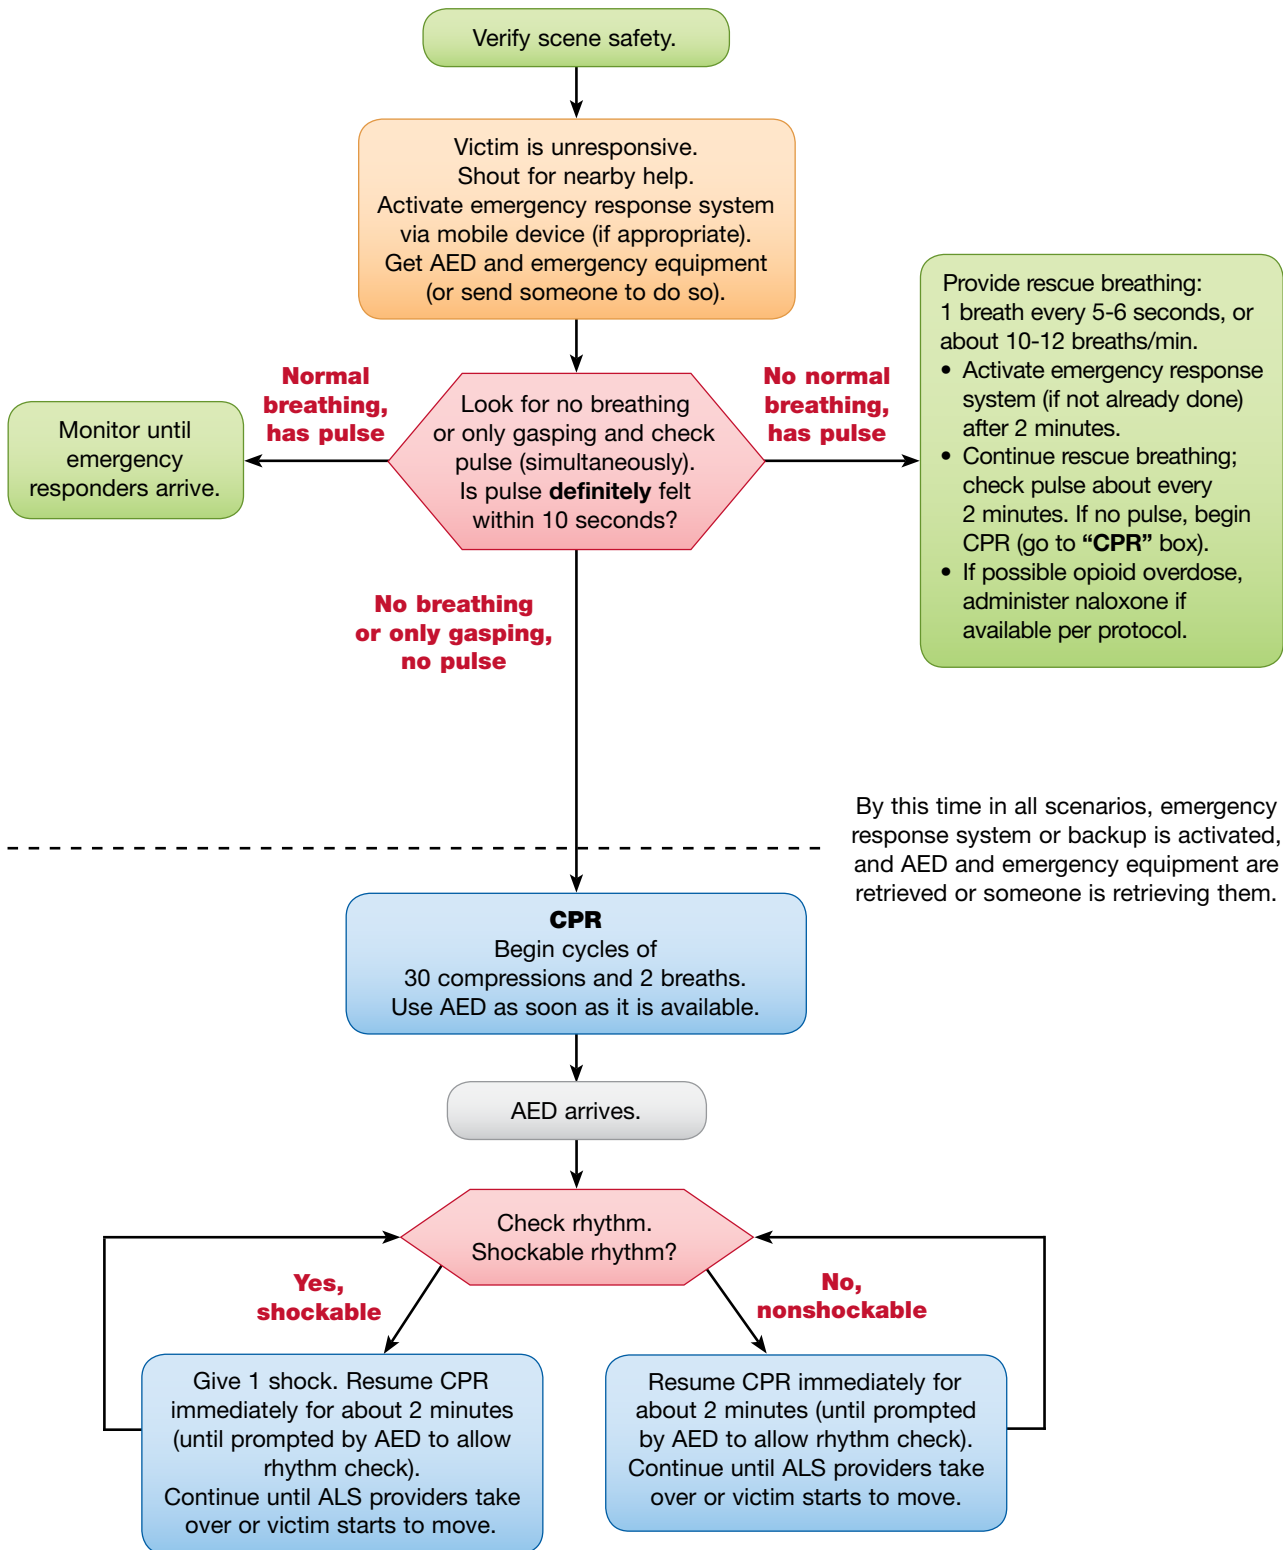 Verify scene safety.
Victim is unresponsive.
Shout for nearby help.
Activate emergency response system
via mobile device (if appropriate).
Get AED and emergency equipment
(or send someone to do so).
Normal
breathing,
has pulse
Monitor until
emergency
responders arrive.
Look for no breathing
or only gasping and check
pulse (simultaneously).
Is pulse definitely felt
within 10 seconds?
No normal
breathing,
has pulse
Provide rescue breathing:
1 breath every 5-6 seconds, or
about 10-12 breaths/min.
• Activate emergency response
system (if not already done)
after 2 minutes.
• Continue rescue breathing;
check pulse about every
2 minutes. If no pulse, begin
CPR (go to “CPR” box).
• If possible opioid overdose,
administer naloxone if
available per protocol.
No breathing
or only gasping,
no pulse
By this time in all scenarios, emergency
response system or backup is activated,
and AED and emergency equipment are
retrieved or someone is retrieving them.
CPR
Begin cycles of
30 compressions and 2 breaths.
Use AED as soon as it is available.
AED arrives.
Check rhythm.
Shockable rhythm?
Yes,
shockable
No,
nonshockable
Give 1 shock. Resume CPR
immediately for about 2 minutes
(until prompted by AED to allow
rhythm check).
Continue until ALS providers take
over or victim starts to move.
Resume CPR immediately for
about 2 minutes (until prompted
by AED to allow rhythm check).
Continue until ALS providers take
over or victim starts to move.